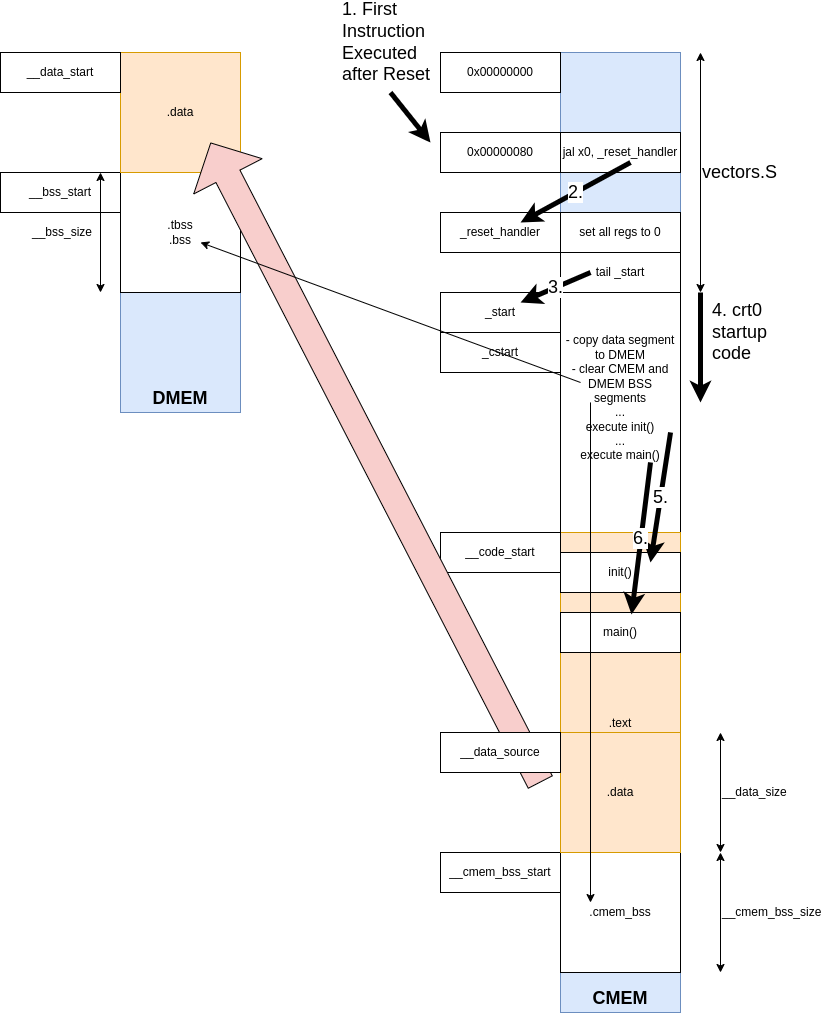 1. First
Instruction
Executed
after Reset
__data_start
.data
0x00000000
0x00000080
jal x0, _reset_handler
vectors.S
__bss_start
2.
__bss_size
.tbss
.bss
_reset_handler
set all regs to 0
tail _start
3.
_start
4. crt0
startup
code
_cstart
- copy data segment
to DMEM
- clear CMEM and
DMEM BSS
segments
...
execute init()
...
execute main()
DMEM
5.
6.
__code_start
init()
main()
.text
__data_source
.data
__data_size
__cmem_bss_start
.cmem_bss
__cmem_bss_size
CMEM